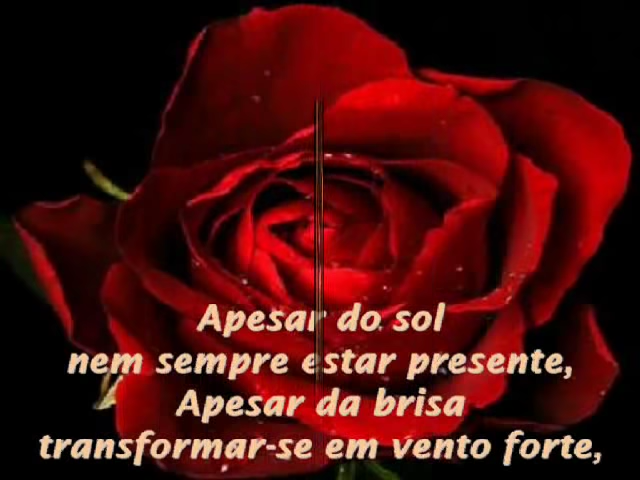 Apesar do sol
nem sempre estar presente,
Apesar da brisa
transformar-se em vento forte,